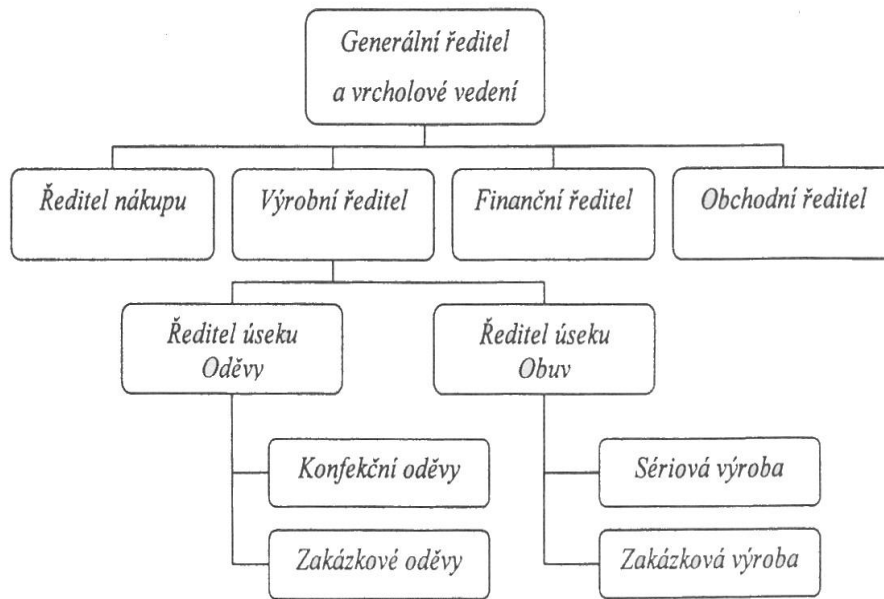 Generální ředitel
a vrcholové vedení
Ředitel nákupu
Výrobní ředitel
Finanční ředitel
Obchodní ředitel
Ředitel úseku
Oděvy
Ředitel úseku
Obuv
Konfekční oděvy
Sériová výroba
Zakázkové oděvy
Zakázková výroba